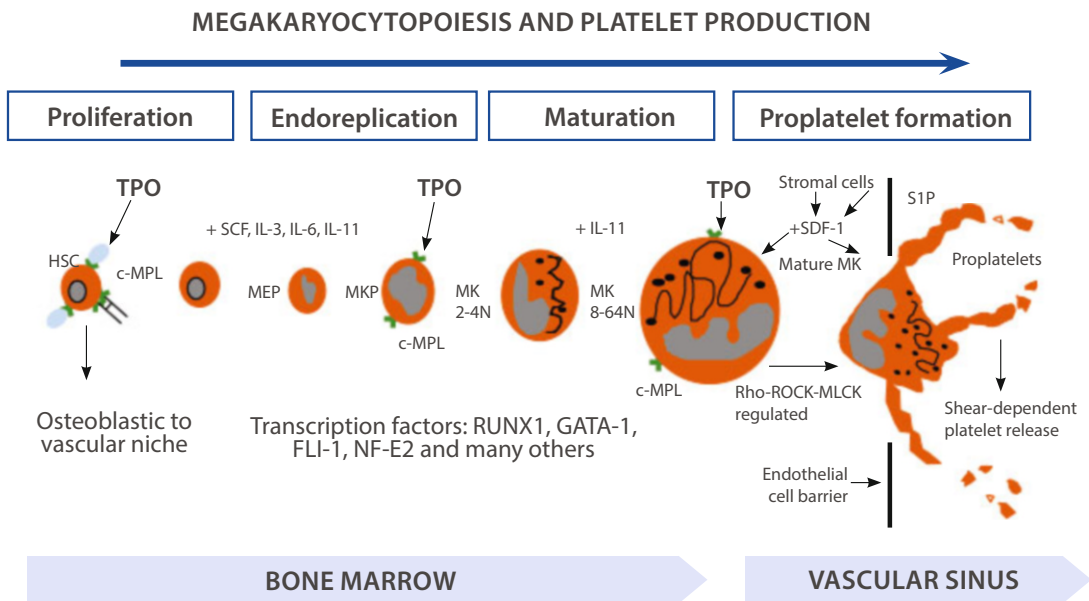 MEGAKARYOCYTOPOIESIS AND PLATELET PRODUCTION
Proliferation
Endoreplication
Maturation
Proplatelet formation
TPO
HSC
c-MPL
+ SCF, IL-3, IL-6, IL-11
MEP
MKP
TPO
c-MPL
MK
2-4N
+ IL-11
MK
8-64N
TPO
c-MPL
Stromal cells
+SDF-1
Mature MK
S1P
Proplatelets
Rho-ROCK-MLCK
regulated
Shear-dependent
platelet release
Endothelial
cell barrier
Osteoblastic to
vascular niche
Transcription factors: RUNX1, GATA-1,
FLI-1, NF-E2 and many others
BONE MARROW
VASCULAR SINUS